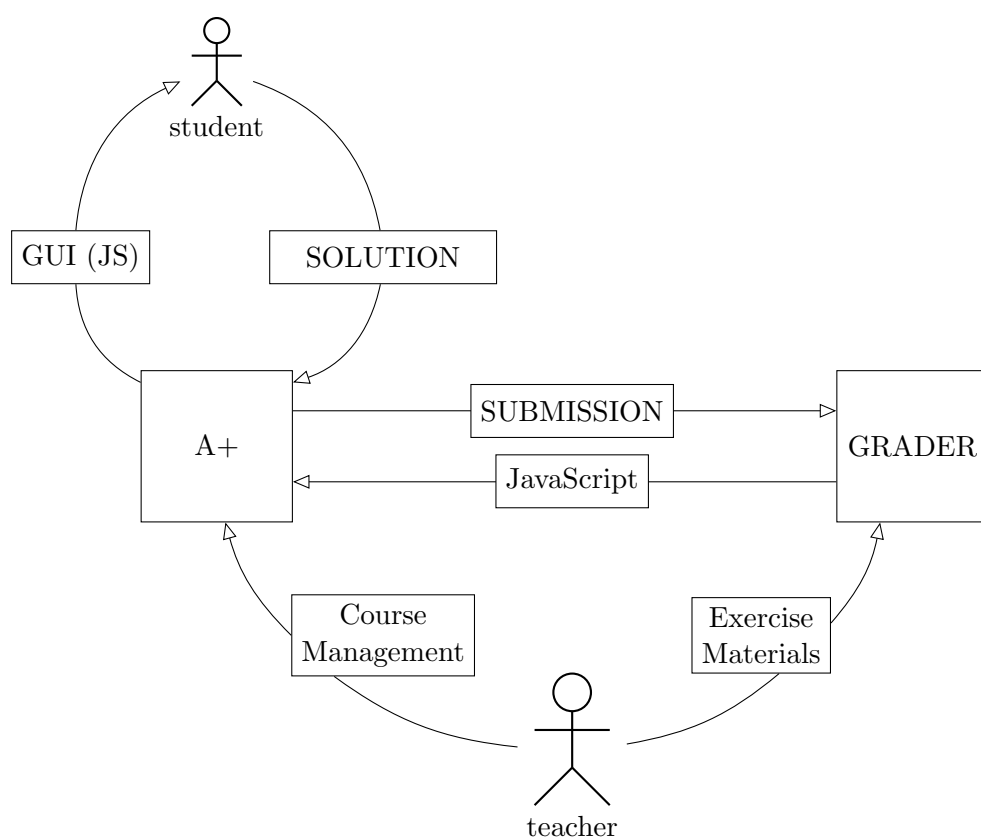 student
GUI (JS)
SOLUTION
SUBMISSION
A+
GRADER
JavaScript
Course
Management
Exercise
Materials
teacher